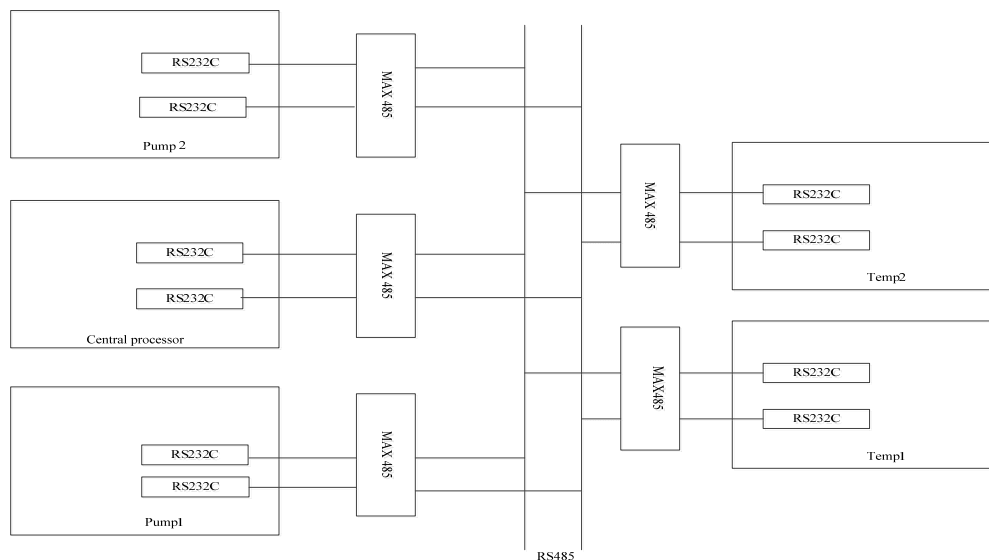 RS232C
RS232C
Pump 2
MAX 485
RS232C
RS232C
Central processor
MAX 485
RS232C
RS232C
Pump1
MAX 485
MAX 485
RS232C
RS232C
Temp2
MAX485
RS232C
RS232C
Temp1
RS485